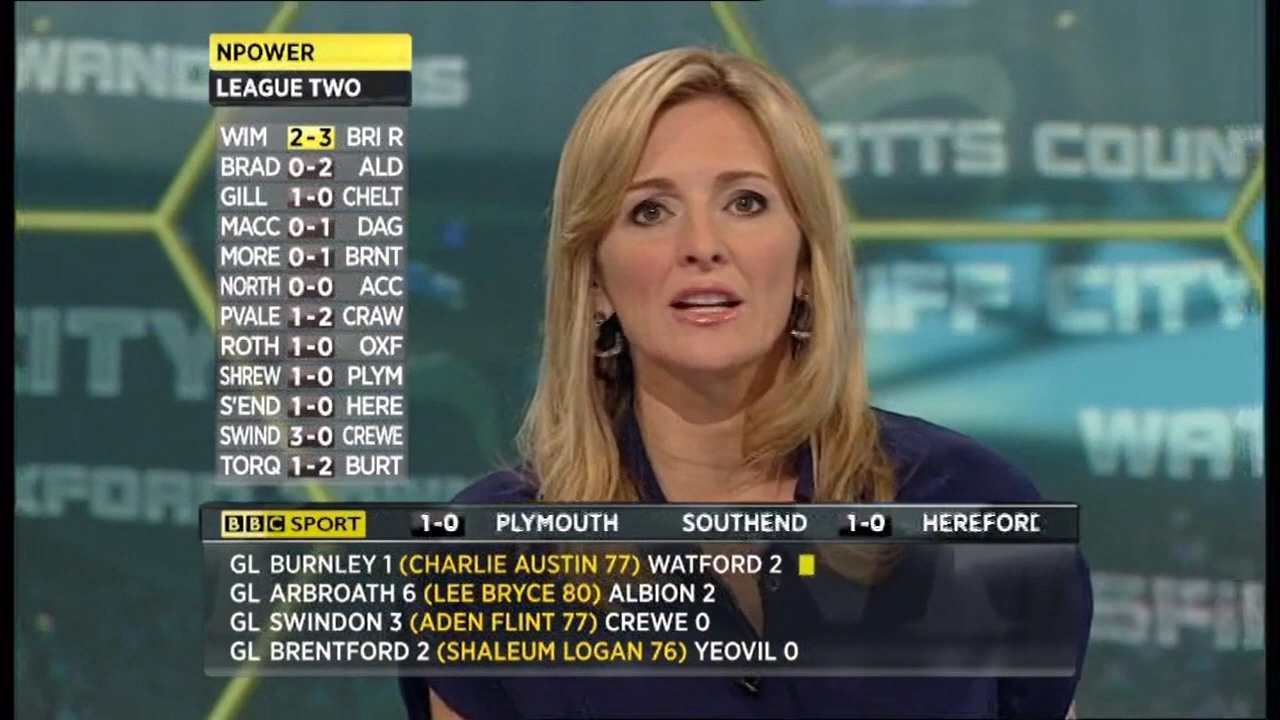 NPOWER
LEAGUE TWO
WIM 2-3 BRI R
BRAD 0-2 ALD
GILL 1-0 CHELT
MACC 0-1 DAG
MORE 0-1 BRNT
NORTH 0-0 ACC
PVALE 1-2 CRAW
ROTH 1-0 OXF
SHREW 1-0 PLYM
S'END 1-0 HERE
SWIND 3-0 CREWE
TORQ 1-2 BURT
BBC SPORT 1-0 PLYMOUTH SOUTHEND 1-0 HEREFORD
GL BURNLEY 1 (CHARLIE AUSTIN 77) WATFORD 2
GL ARBROATH 6 (LEE BRYCE 80) ALBION 2
GL SWINDON 3 (ADEN FLINT 77) CREWE 0
GL BRENTFORD 2 (SHALEUM LOGAN 76) YEOVIL 0
OTTS COUN
CITY